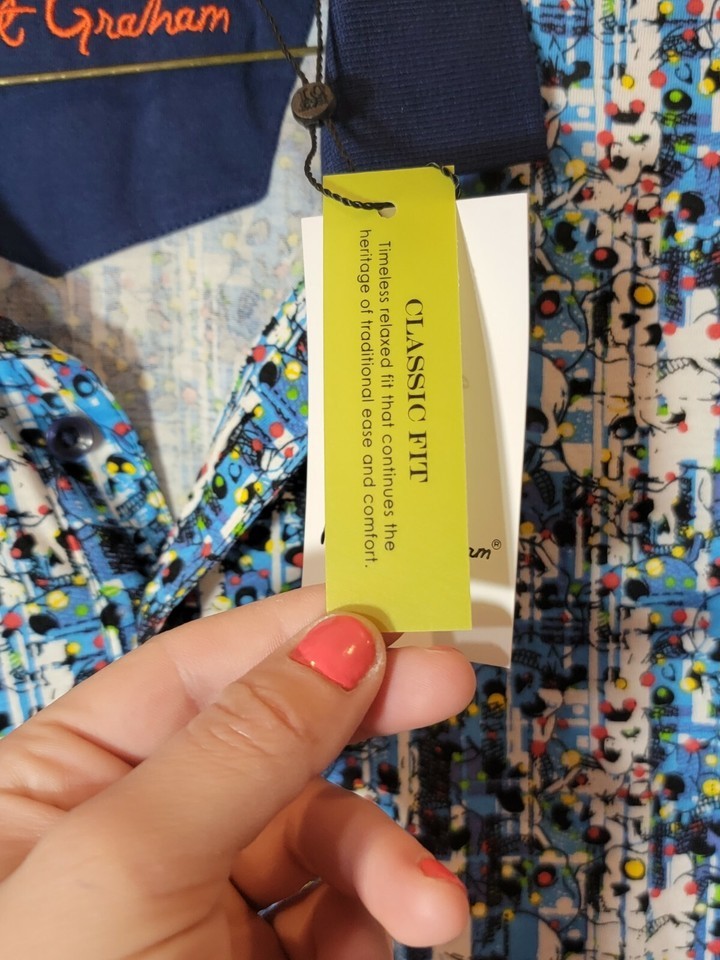 Graham
CLASSIC FIT
Timeless relaxed fit that continues the
heritage of traditional ease and comfort.
®